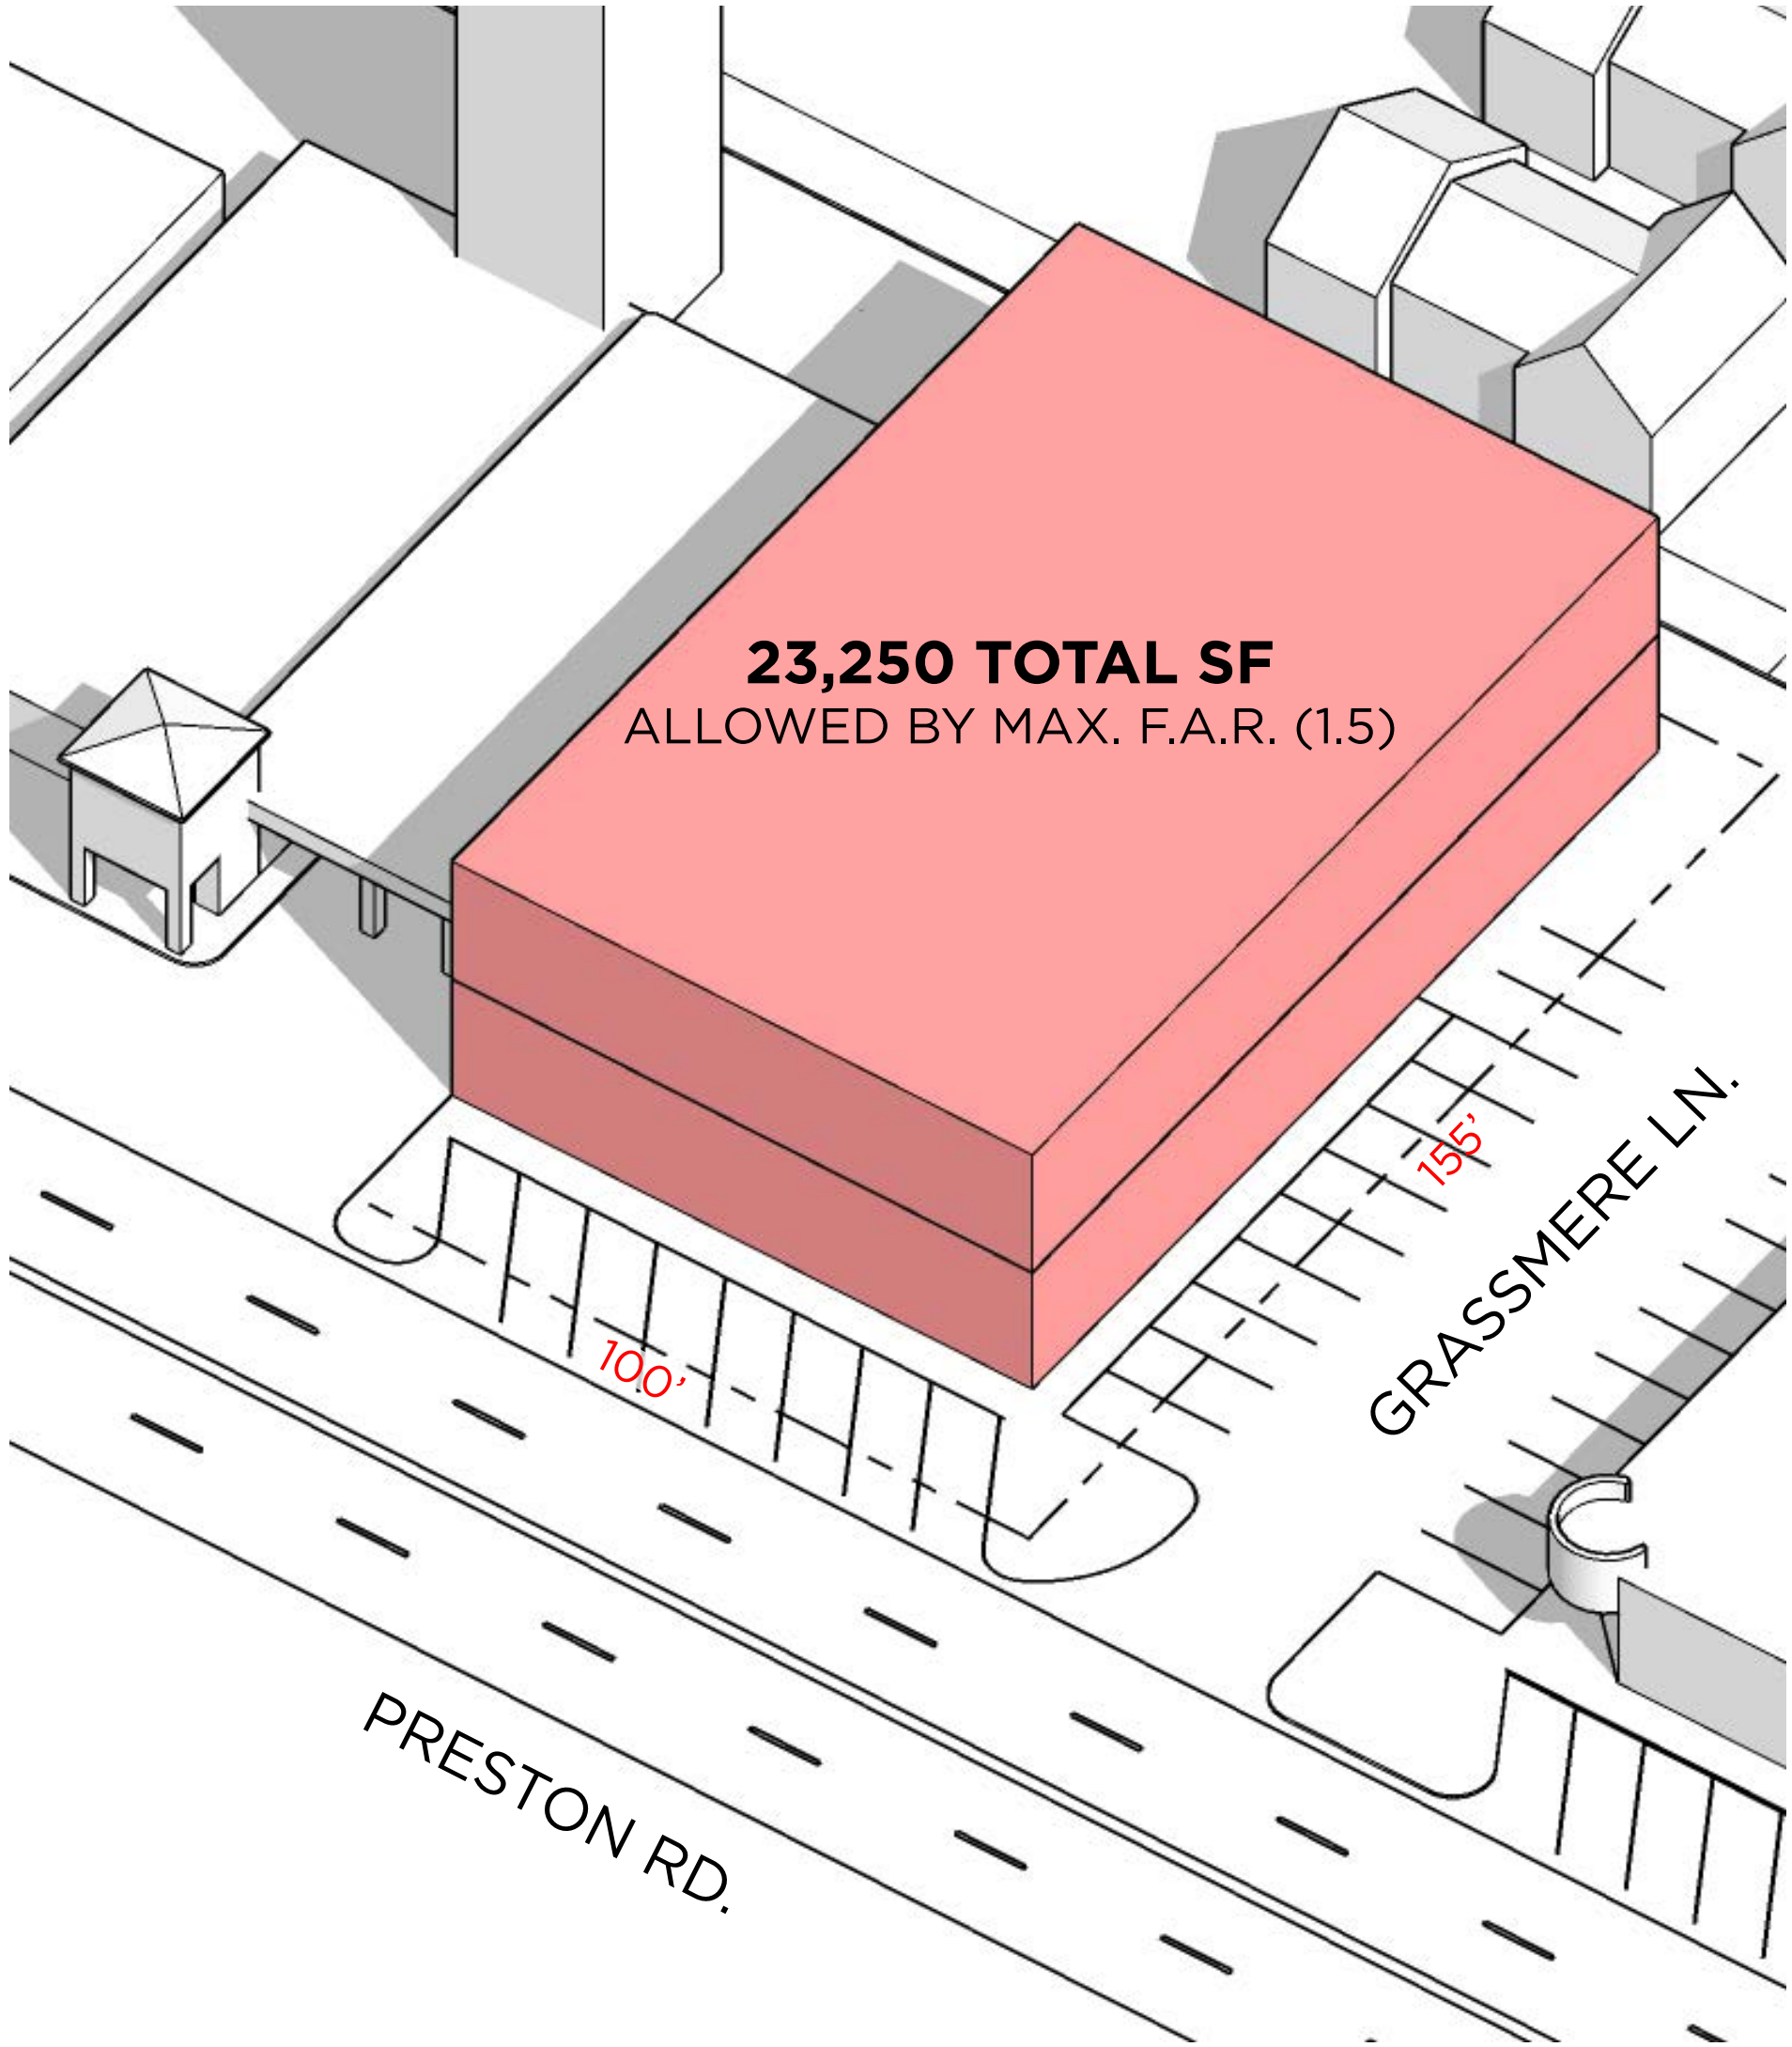 23,250 TOTAL SF
ALLOWED BY MAX. F.A.R. (1.5)
155'
GRASSMERE LN.
100'
PRESTON RD.